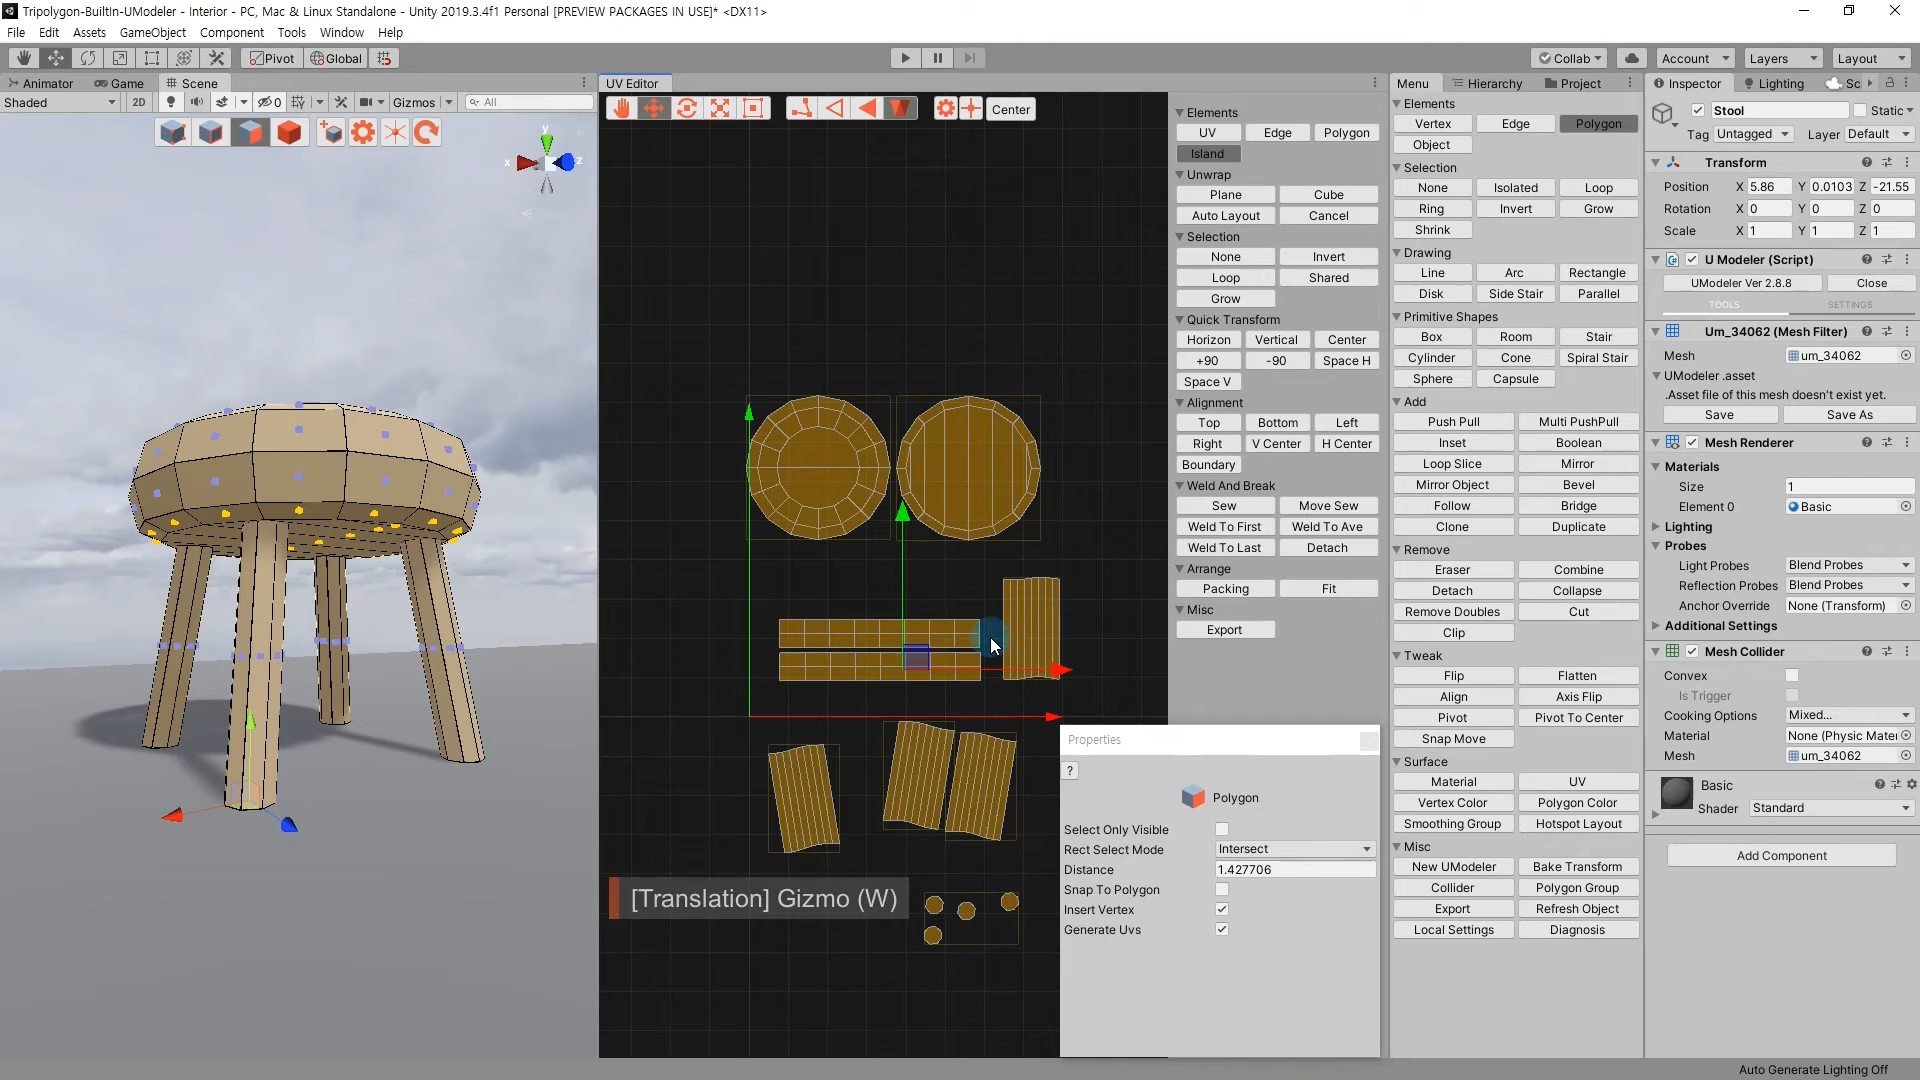 Tripolygon-BuiltIn-UModeler - Interior - PC, Mac & Linux Standalone - Unity 2019.3.4f1 Personal [PREVIEW PACKAGES IN USE]* <DX11>
File Edit Assets GameObject Component Tools Window Help
Pivot Global Collab Account Layers Layout
Animator Game Scene
Shaded 2D 0 Gizmos All
y x z
UV Editor
Center
Elements
UV Edge Polygon
Island
Unwrap
Plane Cube
Auto Layout Cancel
Selection
None Invert
Loop Shared
Grow
Quick Transform
Horizon Vertical Center
+90 -90 Space H
Space V
Alignment
Top Bottom Left
Right V Center H Center
Boundary
Weld And Break
Sew Move Sew
Weld To First Weld To Ave
Weld To Last Detach
Arrange
Packing Fit
Misc
Export
[Translation] Gizmo (W)
Properties
?
Polygon
Select Only Visible
Rect Select Mode Intersect
Distance 1.427706
Snap To Polygon
Insert Vertex
Generate Uvs
Menu Hierarchy Project
Elements
Vertex Edge Polygon
Object
Selection
None Isolated Loop
Ring Invert Grow
Shrink
Drawing
Line Arc Rectangle
Disk Side Stair Parallel
Primitive Shapes
Box Room Stair
Cylinder Cone Spiral Stair
Sphere Capsule
Add
Push Pull Multi PushPull
Inset Boolean
Loop Slice Mirror
Mirror Object Bevel
Follow Bridge
Clone Duplicate
Remove
Eraser Combine
Detach Collapse
Remove Doubles Cut
Clip
Tweak
Flip Flatten
Align Axis Flip
Pivot Pivot To Center
Snap Move
Surface
Material UV
Vertex Color Polygon Color
Smoothing Group Hotspot Layout
Misc
New UModeler Bake Transform
Collider Polygon Group
Export Refresh Object
Local Settings Diagnosis
Inspector Lighting Sc
Stool Static
Tag Untagged Layer Default
Transform
Position X 5.86 Y 0.0103 Z -21.55
Rotation X 0 Y 0 Z 0
Scale X 1 Y 1 Z 1
U Modeler (Script)
UModeler Ver 2.8.8 Close
TOOLS SETTINGS
Um_34062 (Mesh Filter)
Mesh um_34062
UModeler .asset
.Asset file of this mesh doesn't exist yet.
Save Save As
Mesh Renderer
Materials
Size 1
Element 0 Basic
Lighting
Probes
Light Probes Blend Probes
Reflection Probes Blend Probes
Anchor Override None (Transform)
Additional Settings
Mesh Collider
Convex
Is Trigger
Cooking Options Mixed...
Material None (Physic Mater
Mesh um_34062
Basic
Shader Standard
Add Component
Auto Generate Lighting Off